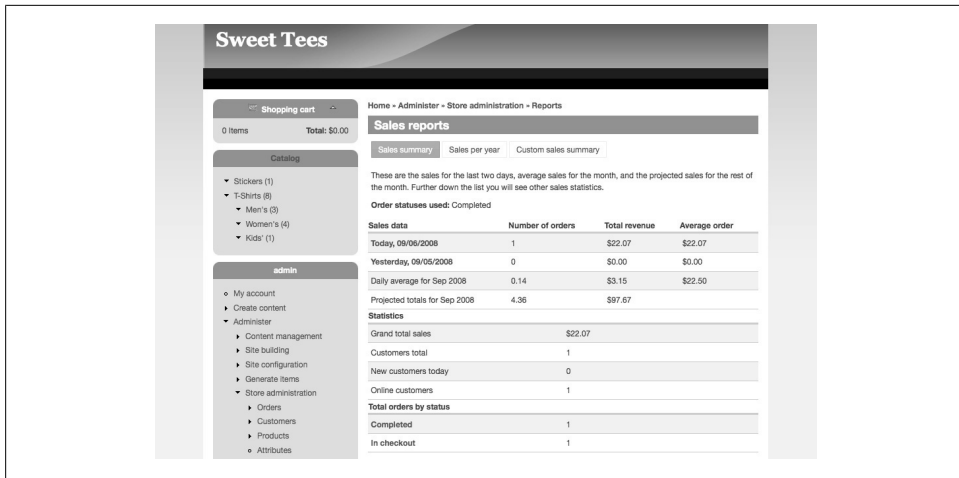 Sweet Tees
Shopping cart
0 Items Total: $0.00
Catalog
Stickers (1)
T-Shirts (8)
Men's (3)
Women's (4)
Kids' (1)
admin
My account
Create content
Administer
Content management
Site building
Site configuration
Generate items
Store administration
Orders
Customers
Products
Attributes
Home » Administer » Store administration » Reports
Sales reports
Sales summary Sales per year Custom sales summary
These are the sales for the last two days, average sales for the month, and the projected sales for the rest of
the month. Further down the list you will see other sales statistics.
Order statuses used: Completed
Sales data Number of orders Total revenue Average order
Today, 09/06/2008 1 $22.07 $22.07
Yesterday, 09/05/2008 0 $0.00 $0.00
Daily average for Sep 2008 0.14 $3.15 $22.50
Projected totals for Sep 2008 4.36 $97.67
Statistics
Grand total sales $22.07
Customers total 1
New customers today 0
Online customers 1
Total orders by status
Completed 1
In checkout 1